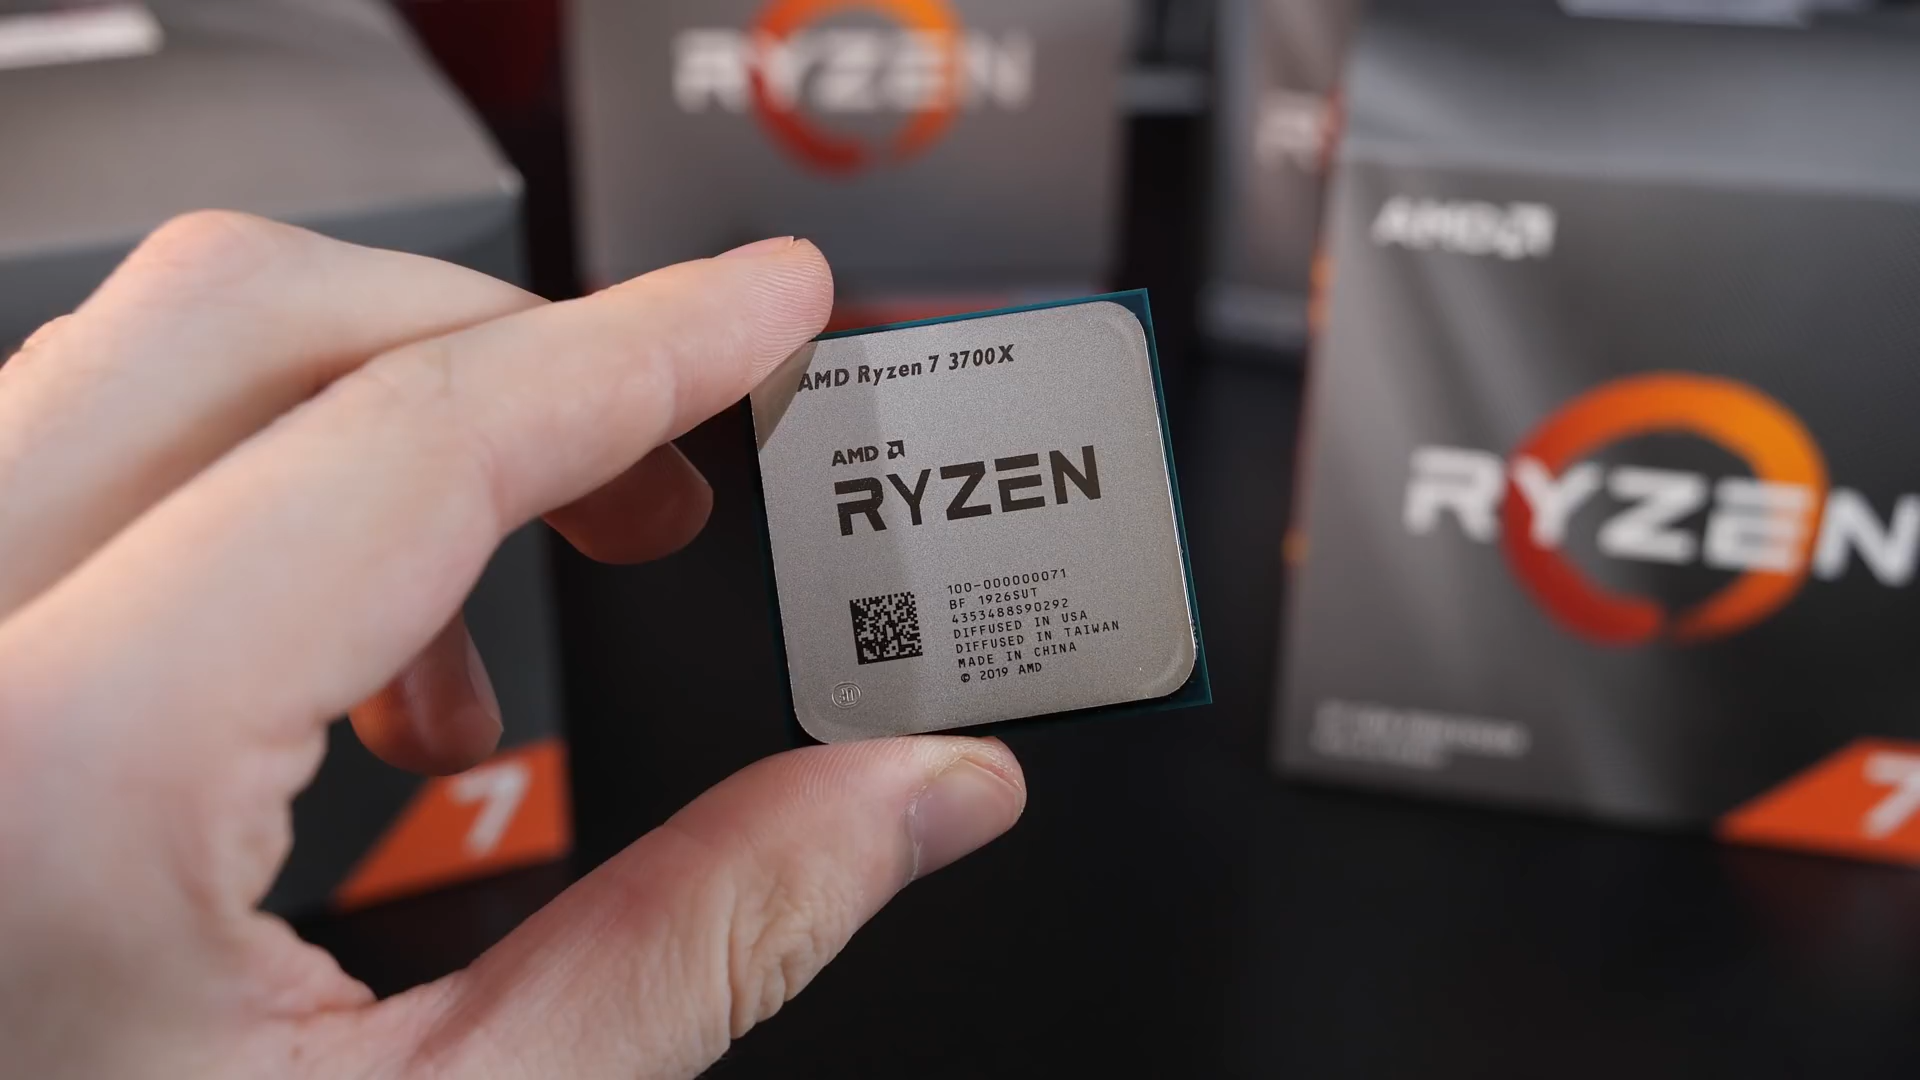 RYZEN
AMD
RYZEN
7
7
AMD Ryzen 7 3700X
AMD
RYZEN
100-000000071
BF 1926SUT
4353488S90292
DIFFUSED IN USA
DIFFUSED IN TAIWAN
MADE IN CHINA
© 2019 AMD